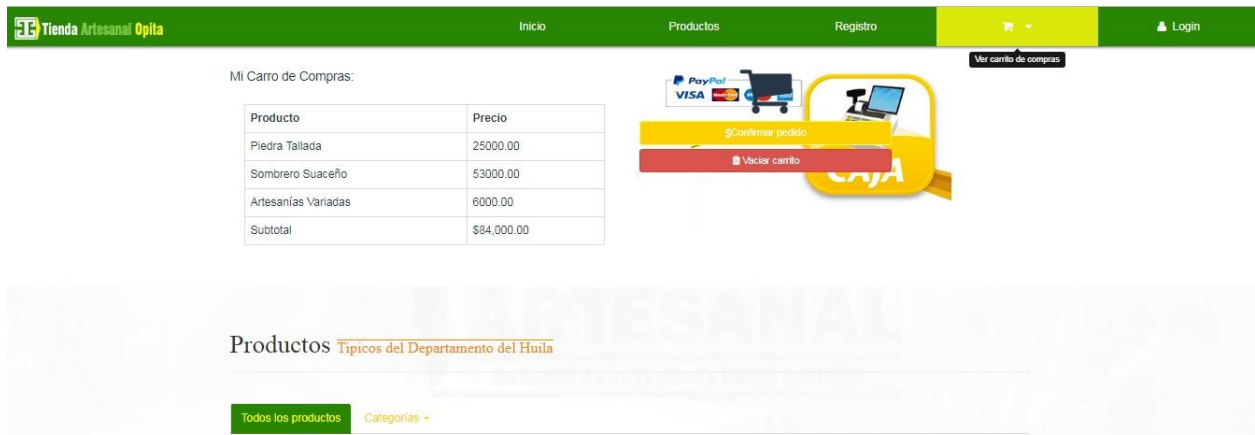 Tienda Artesanal Opita
Inicio
Productos
Registro
Login
Ver carrito de compras
Mi Carro de Compras:
Producto Precio
Piedra Tallada 25000.00
Sombrero Suaceño 53000.00
Artesanías Variadas 6000.00
Subtotal $84,000.00
PayPal
VISA
$Confirmar pedido
Vaciar carrito
CAJA
ARTESANAL
Productos Tipicos del Departamento del Huila
Todos los productos
Categorías